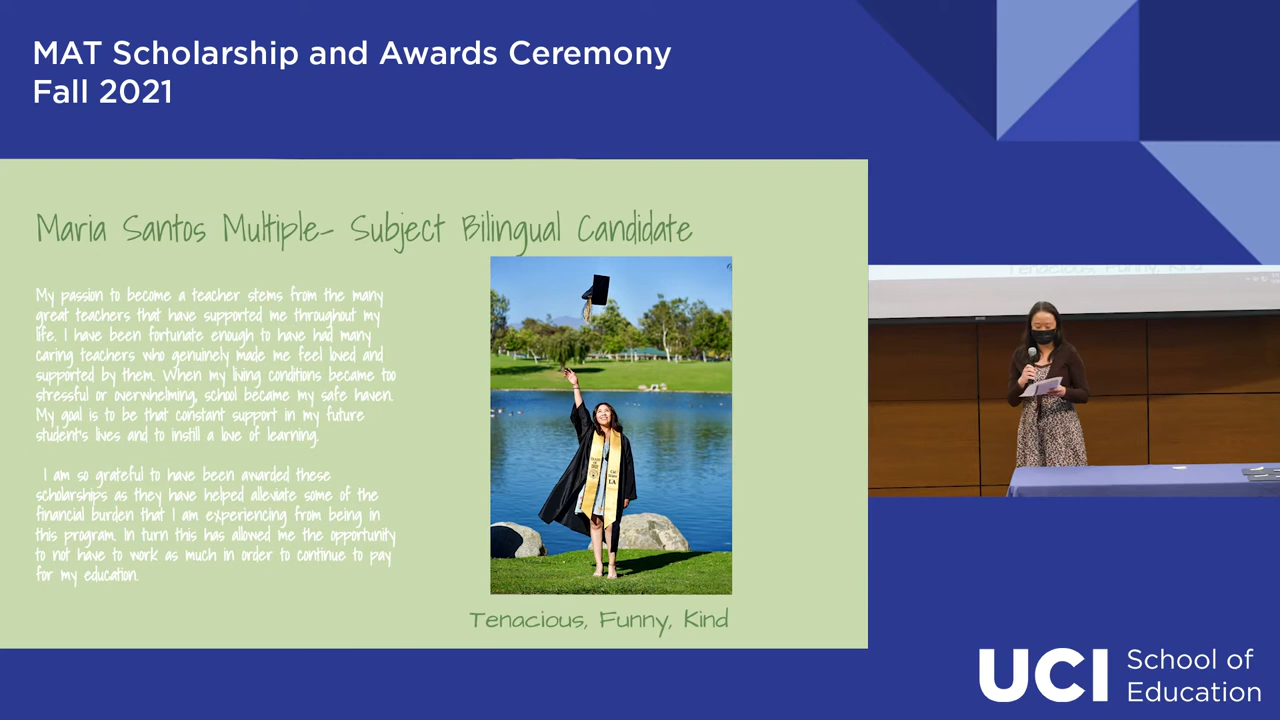 MAT Scholarship and Awards Ceremony
Fall 2021
Maria Santos Multiple- Subject Bilingual Candidate
My passion to become a teacher stems from the many
great teachers that have supported me throughout my
life. I have been fortunate enough to have had many
caring teachers who genuinely made me feel loved and
supported by them. When my living conditions became too
stressful or overwhelming, school became my safe haven.
My goal is to be that constant support in my future
student's lives and to instill a love of learning.
I am so grateful to have been awarded these
scholarships as they have helped alleviate some of the
financial burden that I am experiencing from being in
this program. In turn this has allowed me the opportunity
to not have to work as much in order to continue to pay
for my education.
LA
Tenacious, Funny, Kind
Tenacious, Funny, Kind
UCI School of
Education